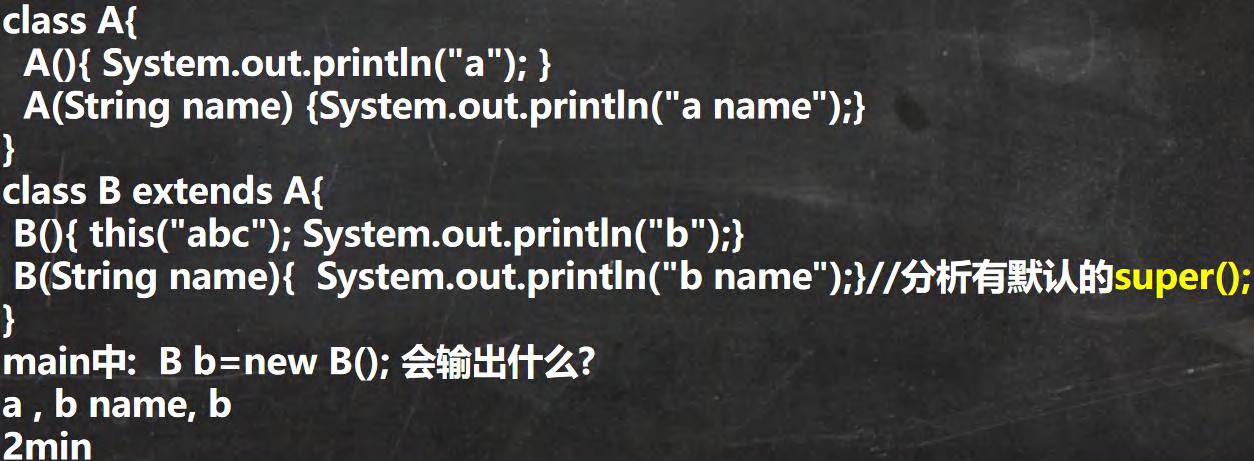 class A{
A(){ System.out.println("a"); }
A(String name) {System.out.println("a name");}
}
class B extends A{
B(){ this("abc"); System.out.println("b");}
B(String name){ System.out.println("b name");}//分析有默认的super();
}
main中: B b=new B(); 会输出什么?
a , b name, b
2min